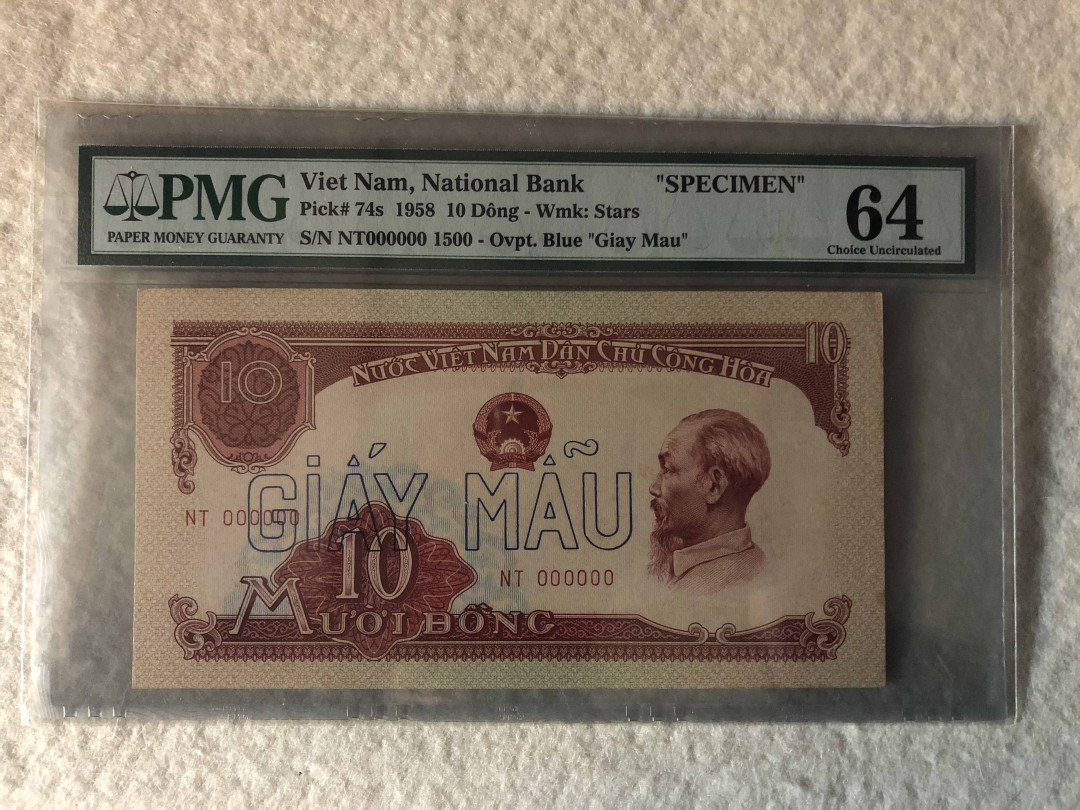 PMG
PAPER MONEY GUARANTY
Viet Nam, National Bank "SPECIMEN"
Pick# 74s 1958 10 Dông - Wmk: Stars
S/N NT000000 1500 - Ovpt. Blue "Giay Mau"
64
Choice Uncirculated
10
NƯỚC VIỆT NAM DÂN CHỦ CỘNG HÒA
10
GIẤY MẪU
NT 000000
10
NT 000000
MƯỜI ĐỒNG